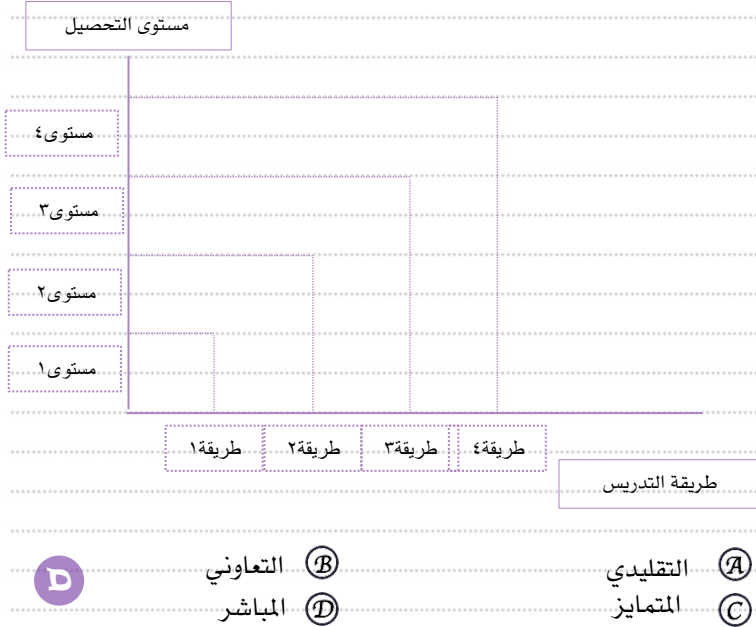 مستوى التحصيل
مستوى٤
مستوى٣
مستوى٢
مستوى١
طريقة١ طريقة٢ طريقة٣ طريقة٤
طريقة التدريس
A التقليدي B التعاوني
C المتمايز D المباشر